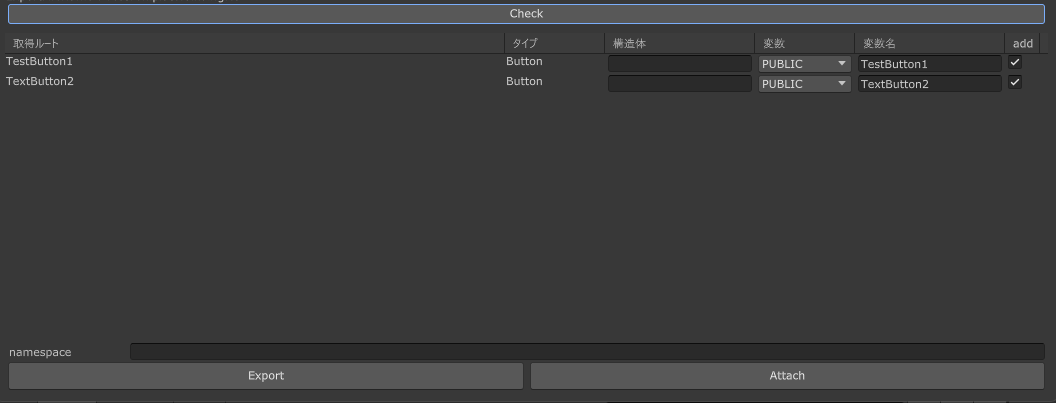 Check
取得ルート タイプ 構造体 変数 変数名 add
TestButton1 Button PUBLIC TestButton1
TextButton2 Button PUBLIC TextButton2
namespace
Export Attach